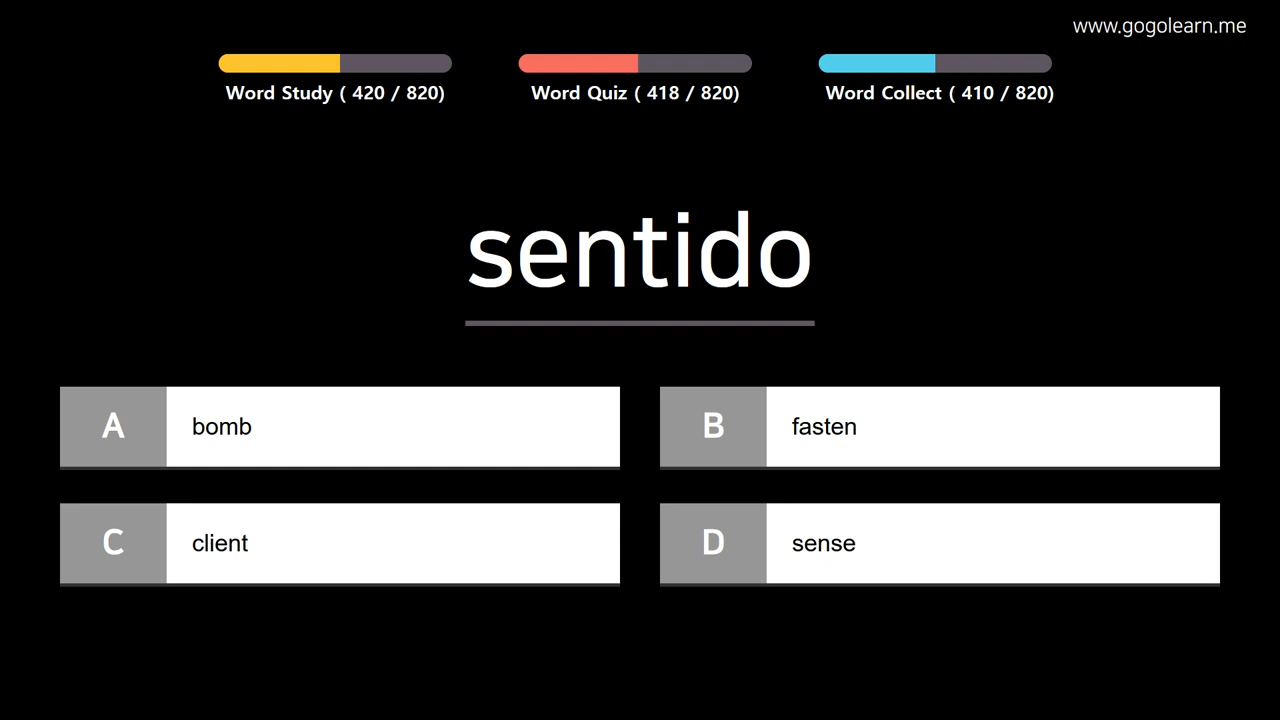 www.gogolearn.me
Word Study ( 420 / 820)
Word Quiz ( 418 / 820)
Word Collect ( 410 / 820)
sentido
A bomb
B fasten
C client
D sense